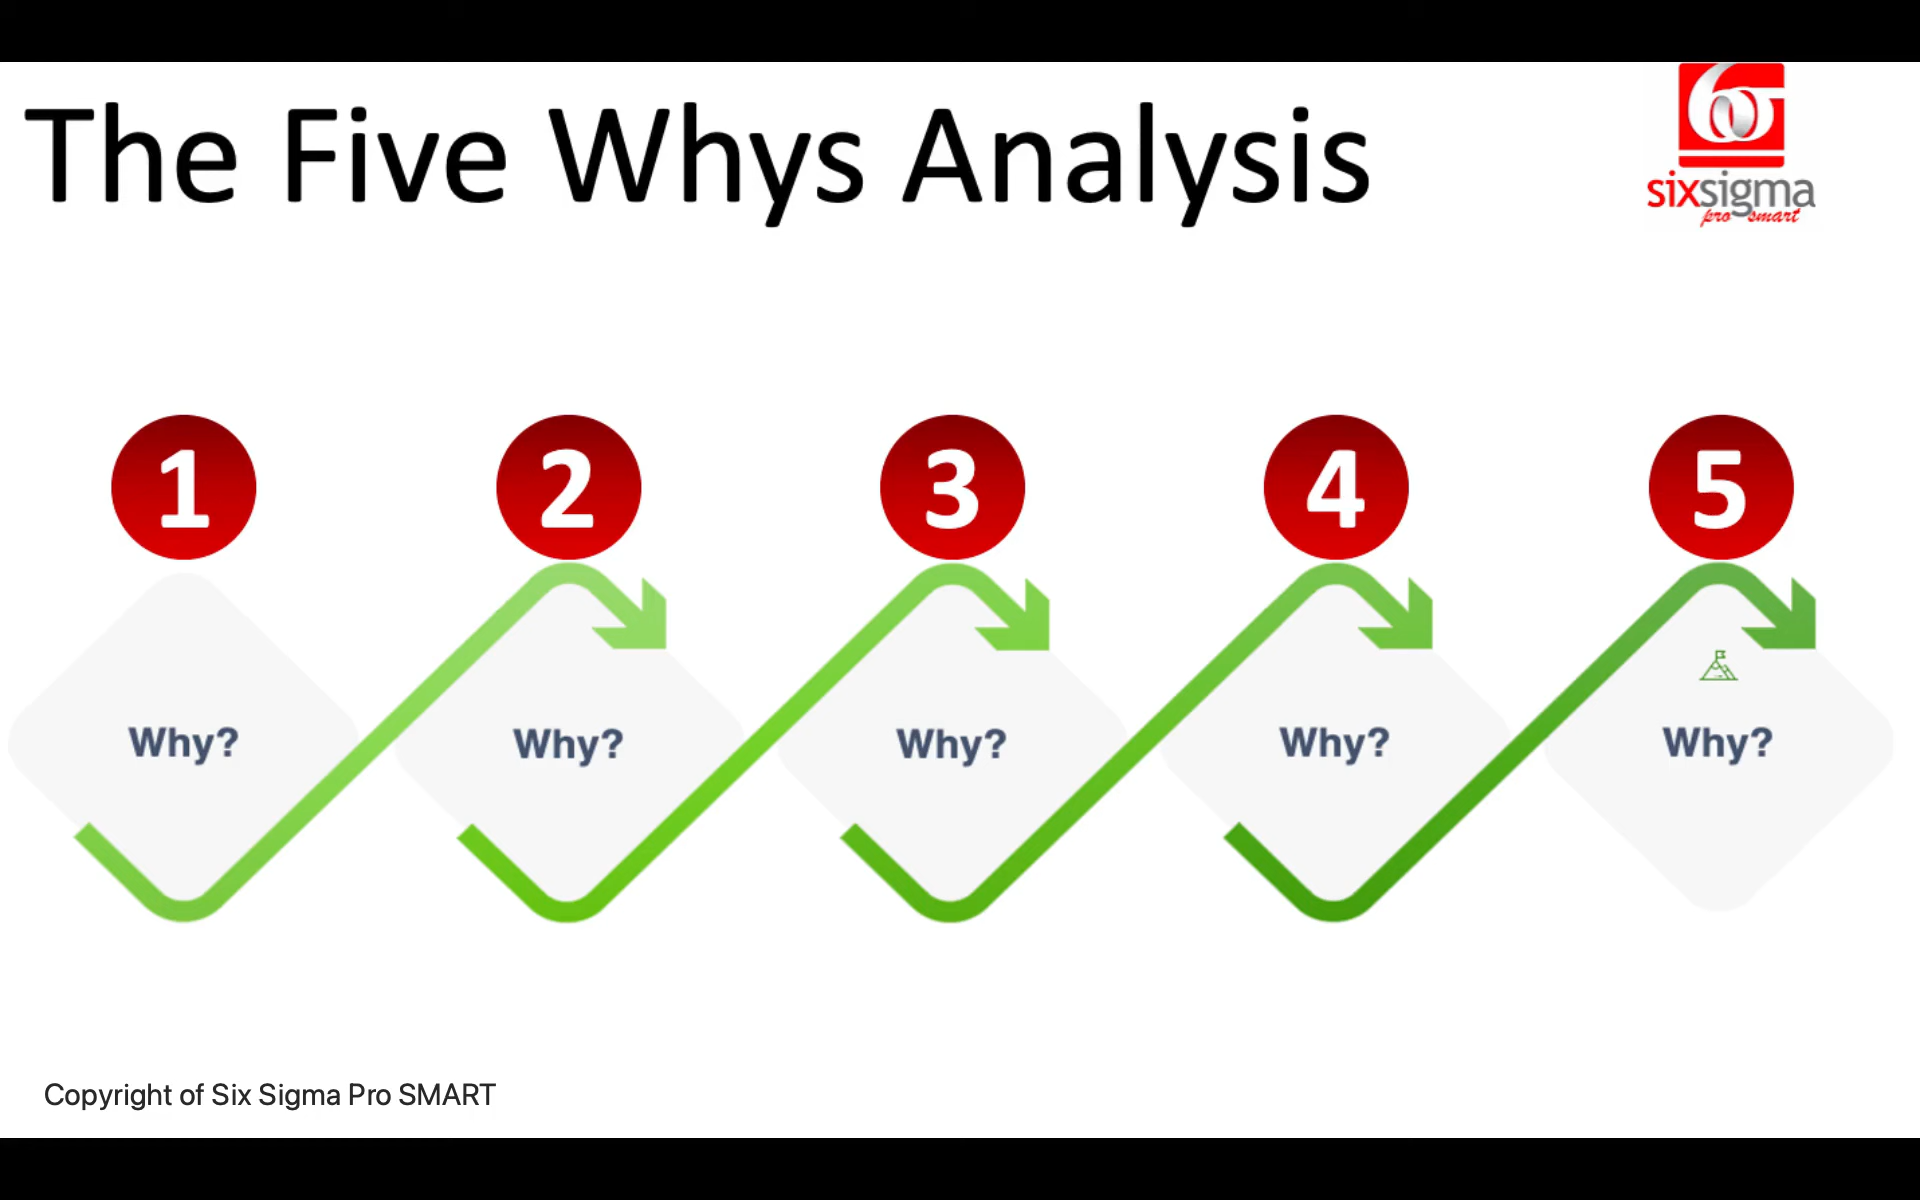 The Five Whys Analysis
6σ
sixsigma
pro smart
1
2
3
4
5
Why?
Why?
Why?
Why?
Why?
Copyright of Six Sigma Pro SMART